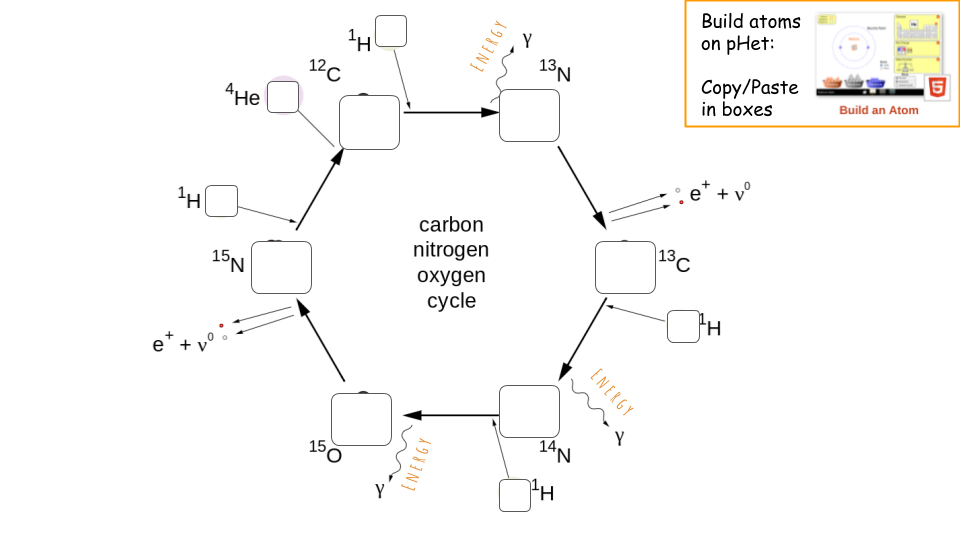 Build atoms
on pHet:
Copy/Paste
in boxes
Build an Atom
5
¹H
ENERGY
γ
¹²C
¹³N
⁴He
¹H
e⁺ + ν⁰
carbon
nitrogen
oxygen
cycle
¹⁵N
¹³C
¹H
e⁺ + ν⁰
ENERGY
γ
¹⁵O
ENERGY
γ
¹⁴N
¹H